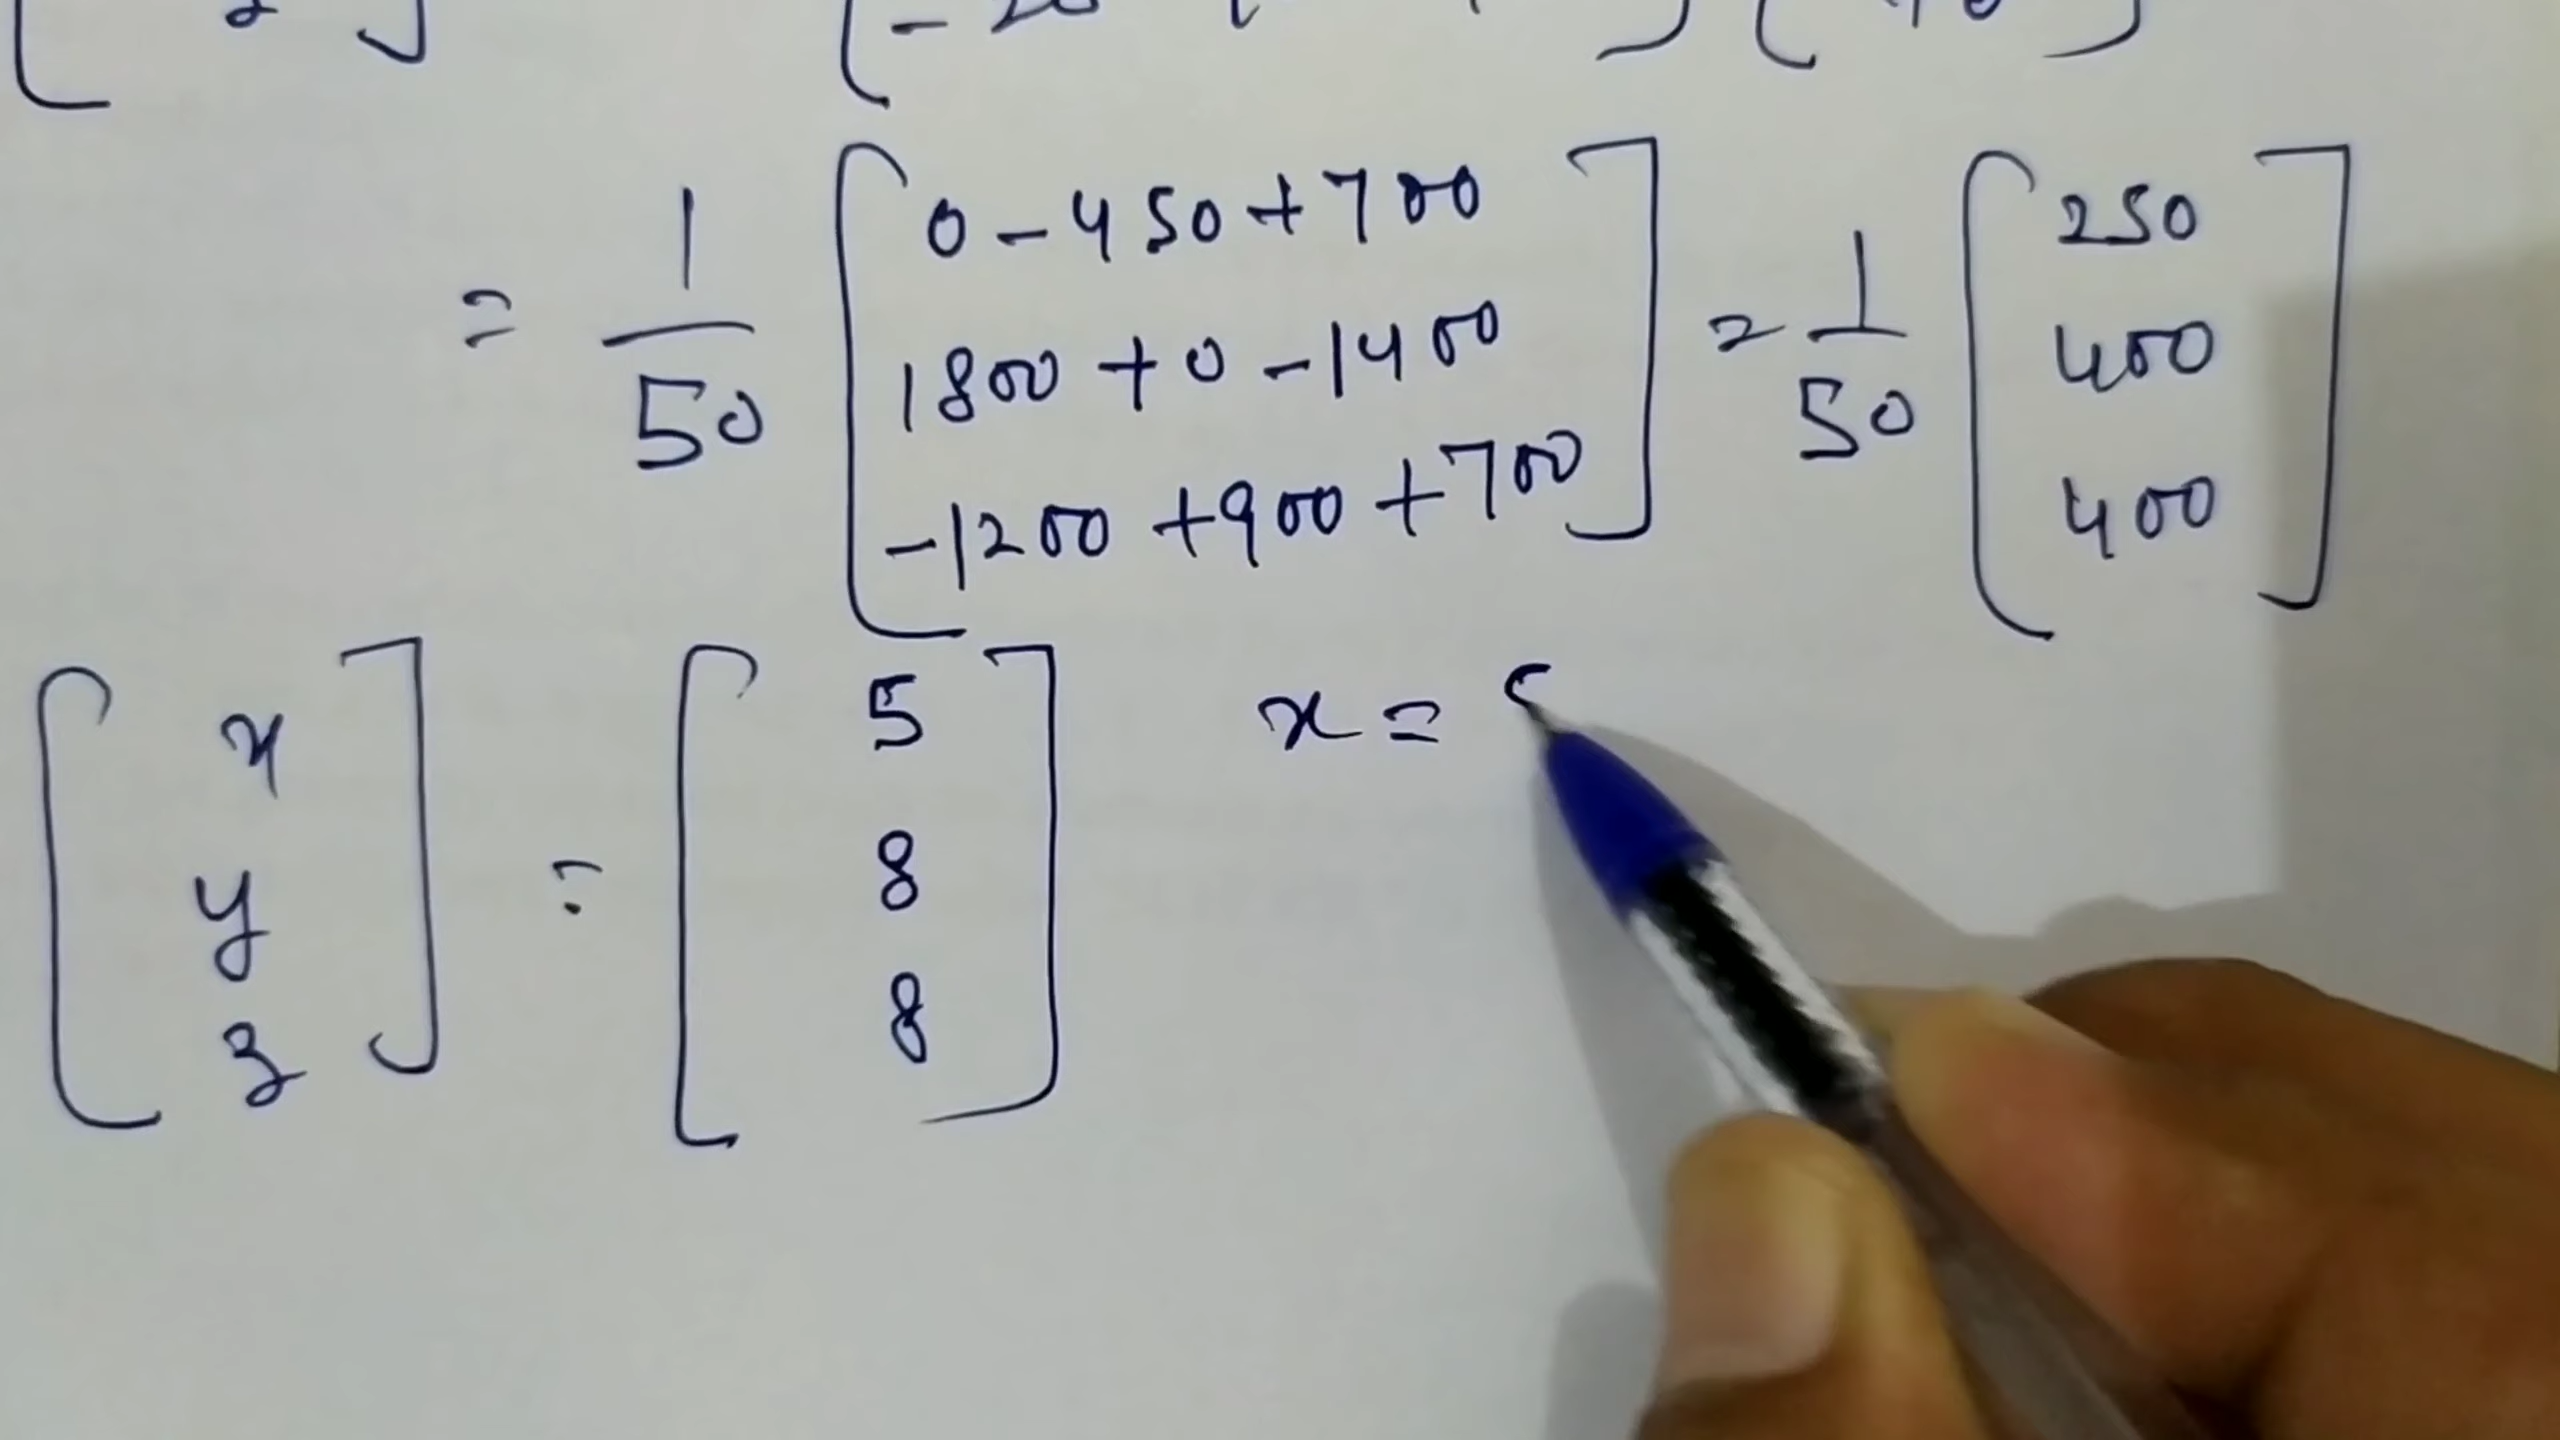 = 1/50 [0 - 450 + 700
1800 + 0 - 1400
-1200 + 900 + 700] = 1/50 [250
400
400]
[x
y
z] = [5
8
8] x = 5